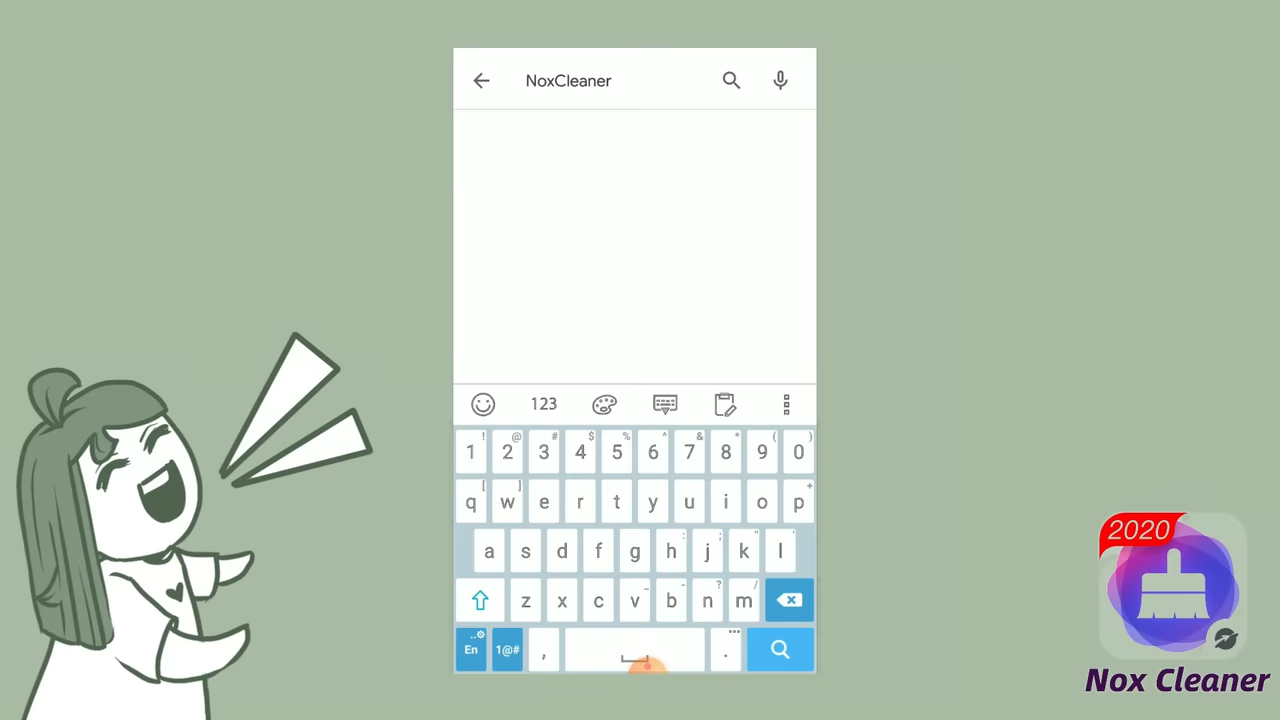 NoxCleaner
123
! @ # $ % ^ & * ( )
1 2 3 4 5 6 7 8 9 0
[ ] +
q w e r t y u i o p
: ; " '
a s d f g h j k l
_ - ? /
z x c v b n m
En 1@# , .
2020
Nox Cleaner